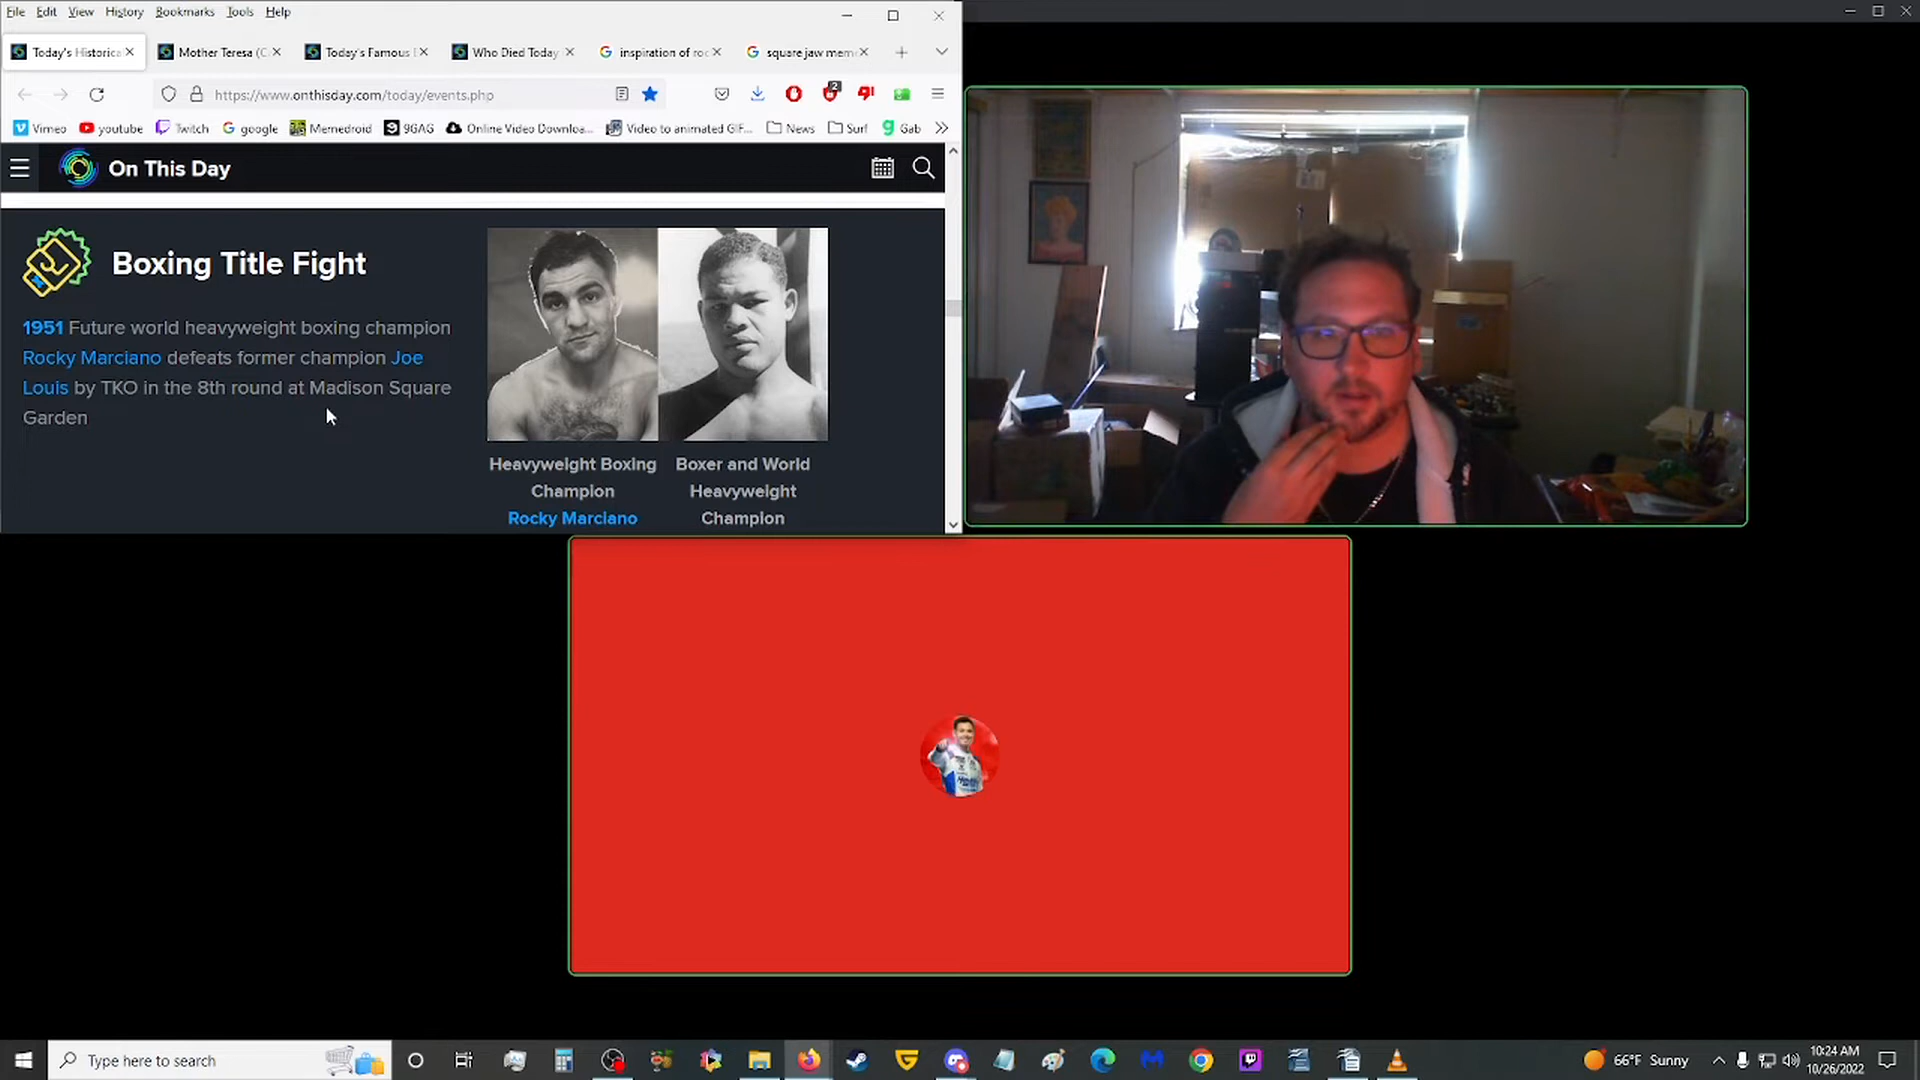 File Edit View History Bookmarks Tools Help
Today's Historica Mother Teresa (C Today's Famous Who Died Today inspiration of roc square jaw mem
https://www.onthisday.com/today/events.php
2
Vimeo youtube Twitch google Memedroid 9GAG Online Video Downloa... Video to animated GIF... News Surf Gab
On This Day
Boxing Title Fight
1951 Future world heavyweight boxing champion
Rocky Marciano defeats former champion Joe
Louis by TKO in the 8th round at Madison Square
Garden
Heavyweight Boxing
Champion
Rocky Marciano
Boxer and World
Heavyweight
Champion
Type here to search
66°F Sunny
10:24 AM
10/26/2022